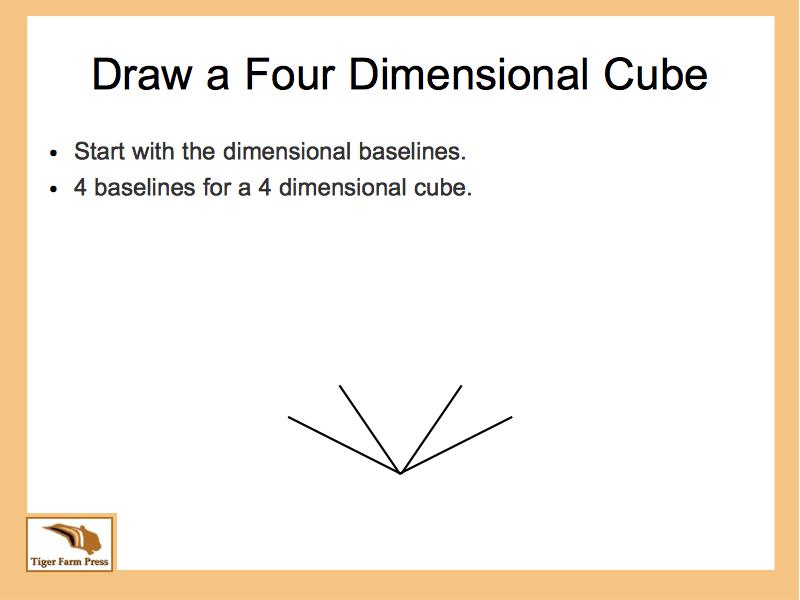 Draw a Four Dimensional Cube
• Start with the dimensional baselines.
• 4 baselines for a 4 dimensional cube.
Tiger Farm Press